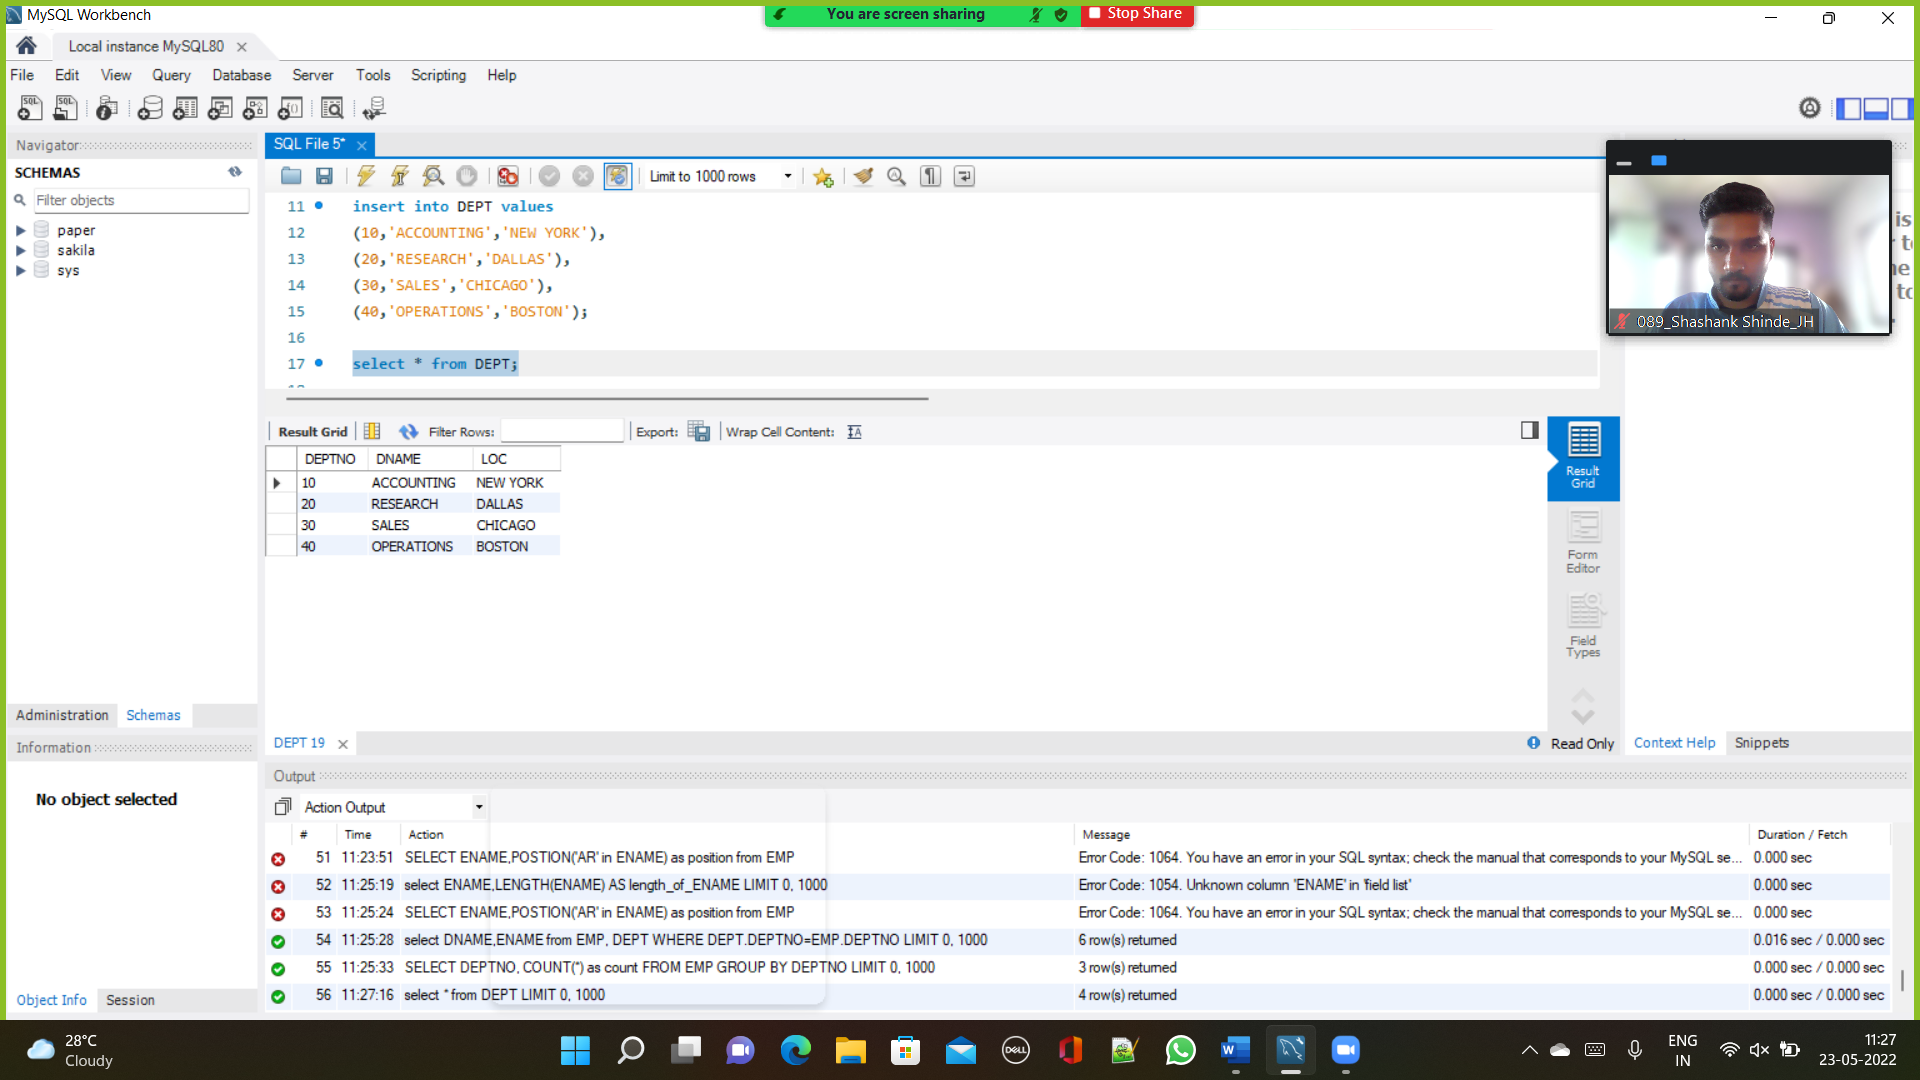 MySQL Workbench
You are screen sharing
Stop Share
Local instance MySQL80
File Edit View Query Database Server Tools Scripting Help
Navigator
SCHEMAS
Filter objects
paper
sakila
sys
Administration Schemas
Information
No object selected
Object Info Session
SQL File 5*
Limit to 1000 rows
11 insert into DEPT values
12 (10,'ACCOUNTING','NEW YORK'),
13 (20,'RESEARCH','DALLAS'),
14 (30,'SALES','CHICAGO'),
15 (40,'OPERATIONS','BOSTON');
16
17 select * from DEPT;
Result Grid Filter Rows: Export: Wrap Cell Content:
DEPTNO DNAME LOC
10 ACCOUNTING NEW YORK
20 RESEARCH DALLAS
30 SALES CHICAGO
40 OPERATIONS BOSTON
Result
Grid
Form
Editor
Field
Types
DEPT 19
Read Only
089_Shashank Shinde_JH
Context Help Snippets
Output
Action Output
# Time Action Message Duration / Fetch
51 11:23:51 SELECT ENAME,POSTION('AR' in ENAME) as position from EMP Error Code: 1064. You have an error in your SQL syntax; check the manual that corresponds to your MySQL se... 0.000 sec
52 11:25:19 select ENAME,LENGTH(ENAME) AS length_of_ENAME LIMIT 0, 1000 Error Code: 1054. Unknown column 'ENAME' in 'field list' 0.000 sec
53 11:25:24 SELECT ENAME,POSTION('AR' in ENAME) as position from EMP Error Code: 1064. You have an error in your SQL syntax; check the manual that corresponds to your MySQL se... 0.000 sec
54 11:25:28 select DNAME,ENAME from EMP, DEPT WHERE DEPT.DEPTNO=EMP.DEPTNO LIMIT 0, 1000 6 row(s) returned 0.016 sec / 0.000 sec
55 11:25:33 SELECT DEPTNO, COUNT(*) as count FROM EMP GROUP BY DEPTNO LIMIT 0, 1000 3 row(s) returned 0.000 sec / 0.000 sec
56 11:27:16 select * from DEPT LIMIT 0, 1000 4 row(s) returned 0.000 sec / 0.000 sec
28°C
Cloudy
DELL
ENG
IN
11:27
23-05-2022